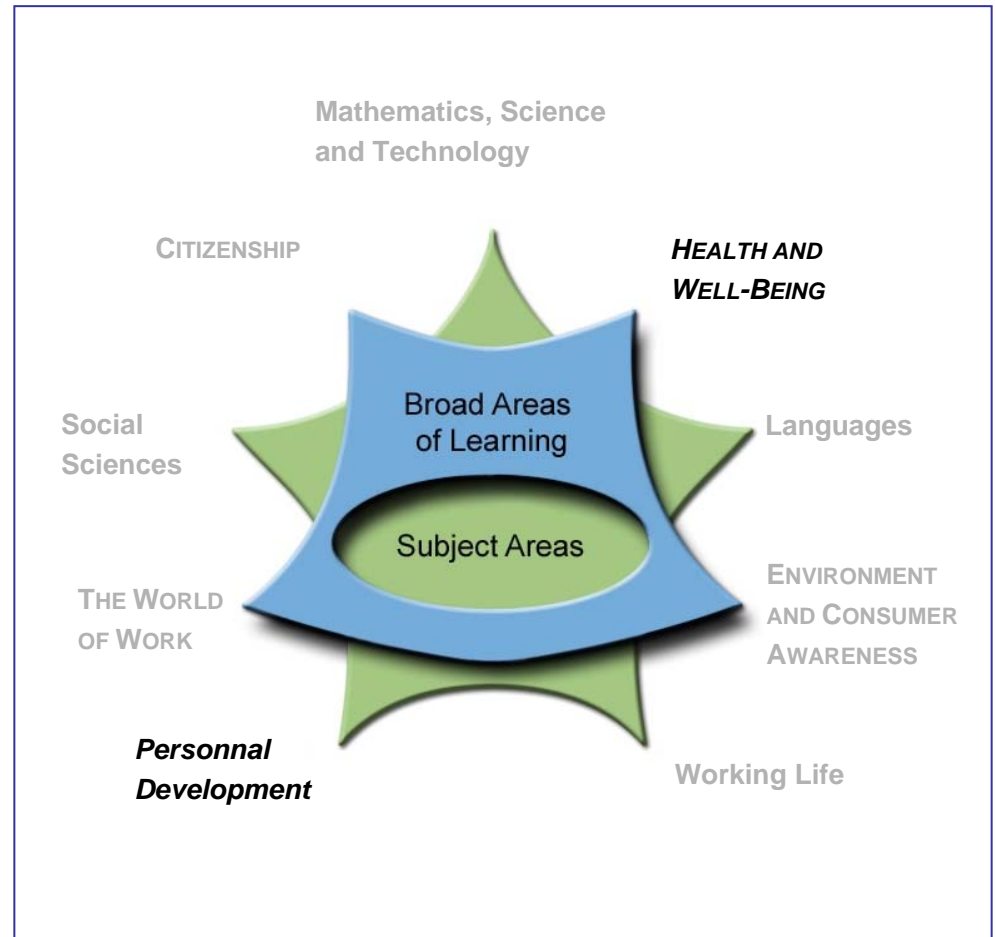 Mathematics, Science
and Technology
CITIZENSHIP
HEALTH AND
WELL-BEING
Broad Areas
of Learning
Social
Sciences
Languages
Subject Areas
THE WORLD
OF WORK
ENVIRONMENT
AND CONSUMER
AWARENESS
Personnal
Development
Working Life